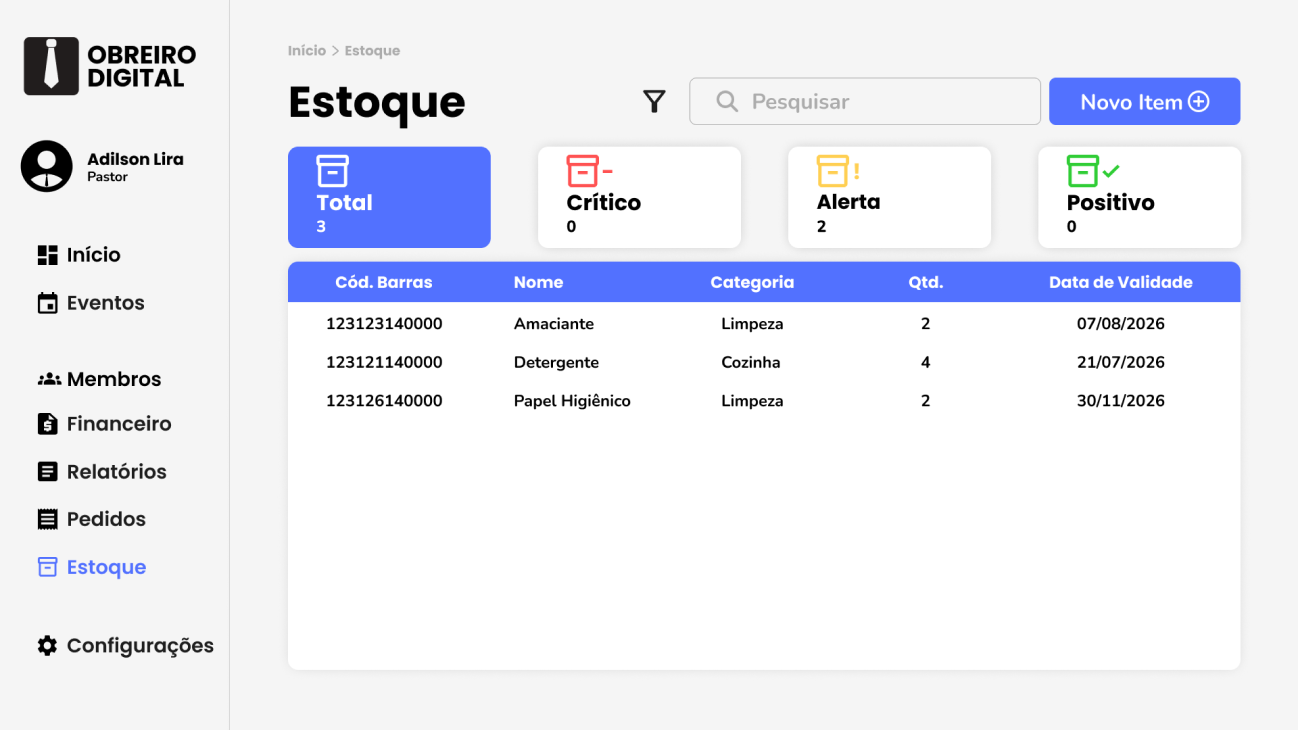 OBREIRO
DIGITAL
Adilson Lira
Pastor
Início
Eventos
Membros
Financeiro
Relatórios
Pedidos
Estoque
Configurações
Início > Estoque
Estoque
Pesquisar
Novo Item
Total
3
Crítico
0
Alerta
2
Positivo
0
Cód. Barras Nome Categoria Qtd. Data de Validade
123123140000 Amaciante Limpeza 2 07/08/2026
123121140000 Detergente Cozinha 4 21/07/2026
123126140000 Papel Higiênico Limpeza 2 30/11/2026